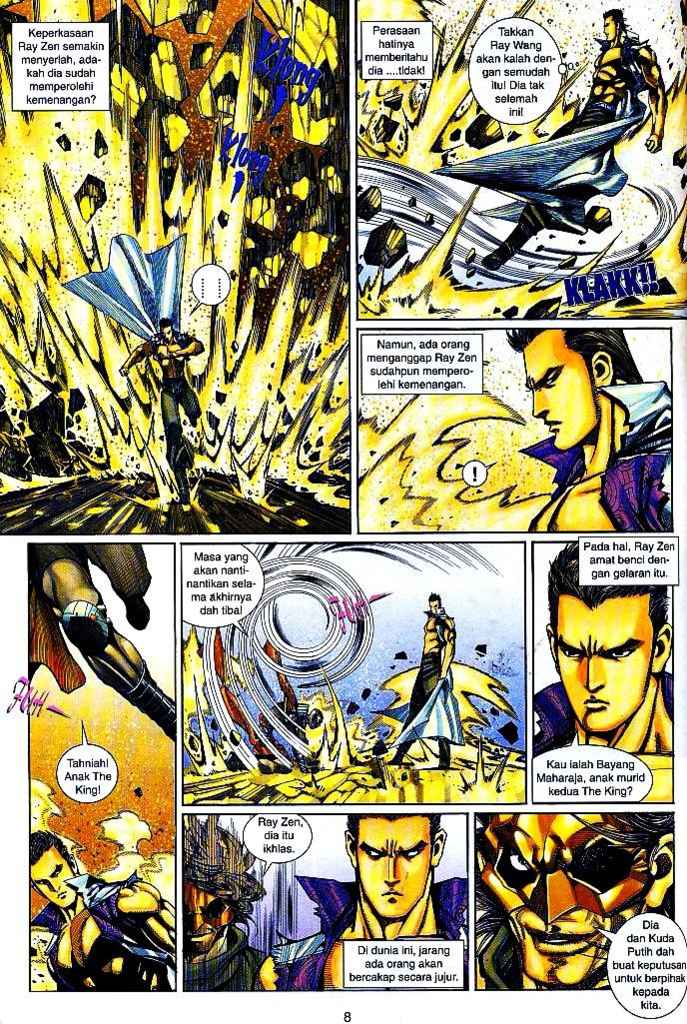 Keperkasaan
Ray Zen semakin
menyerlah, ada-
kah dia sudah
memperolehi
kemenangan?
Klong
Klong
......
Perasaan
hatinya
memberitahu
dia ....tidak!
Takkan
Ray Wang
akan kalah den-
gan semudah
itu! Dia tak
selemah
ini!
KLAKK!!
Namun, ada orang
menganggap Ray Zen
sudahpun mempero-
lehi kemenangan.
!
Tahniah!
Anak The
King!
Masa yang
akan nanti-
nantikan sela-
ma akhirnya
dah tiba!
Pada hal, Ray Zen
amat benci den-
gan gelaran itu.
Kau ialah Bayang
Maharaja, anak murid
kedua The King?
Ray Zen,
dia itu
ikhlas.
Di dunia ini, jarang
ada orang akan
bercakap secara jujur.
Dia
dan Kuda
Putih dah
buat keputusan
untuk berpihak
kepada
kita.
8